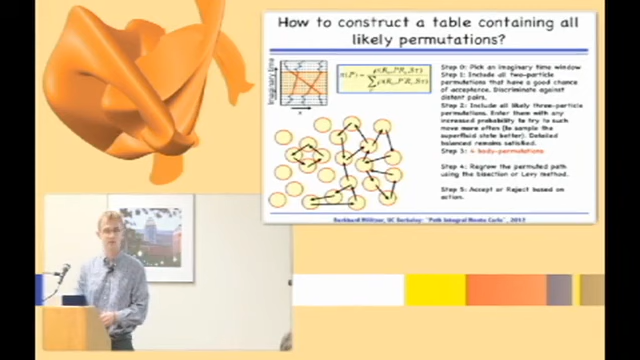 How to construct a table containing all
likely permutations?
Step 0: Pick an imaginary time window
Step 1: Include all two-particle
permutations that have a good chance
of acceptance. Discriminate against
distant pairs.
Step 2: Include all likely three-particle
permutations. Enter them with any
increased probability to try to such
move more often (to sample the
superfluid state better). Detailed
balanced remains satisfied.
Step 3: 4 body-permutations
Step 4: Regrow the permuted path
using the bisection or Levy method.
Step 5: Accept or Reject based on
action.
Imaginary time
x
Burkhard Militzer, UC Berkeley: "Path Integral Monte Carlo", 2012